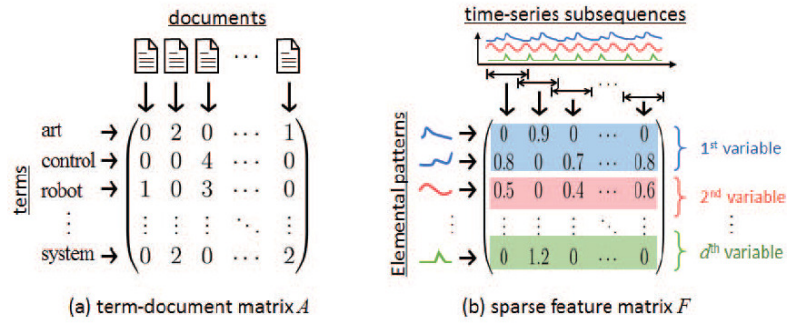 documents
...
art 0 2 0 ... 1
control 0 0 4 ... 0
robot 1 0 3 ... 0
⋮ ⋮ ⋮ ⋮ ⋱ ⋮
system 0 2 0 ... 2
terms
(a) term-document matrix A
time-series subsequences
...
Elemental patterns
0 0.9 0 ... 0
0.8 0 0.7 ... 0.8
1st variable
0.5 0 0.4 ... 0.6
2nd variable
⋮ ⋮ ⋮ ⋮ ⋱ ⋮ ⋮
0 1.2 0 ... 0
dth variable
(b) sparse feature matrix F